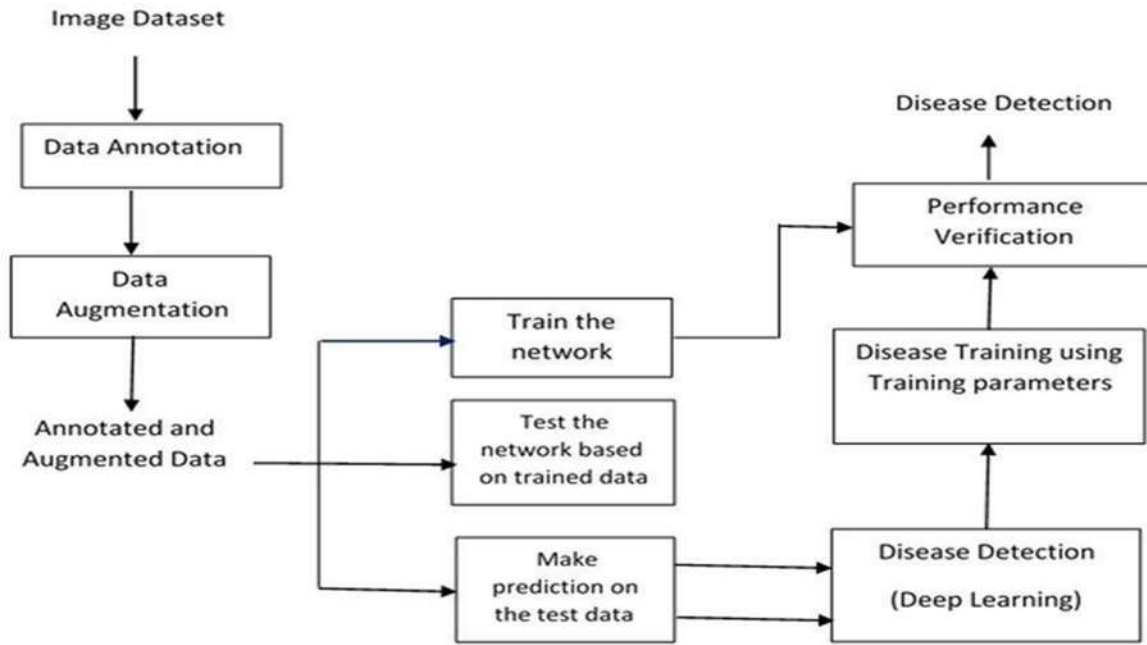 Image Dataset
Data Annotation
Data
Augmentation
Annotated and
Augmented Data
Train the
network
Test the
network based
on trained data
Make
prediction on
the test data
Disease Detection
Performance
Verification
Disease Training using
Training parameters
Disease Detection
(Deep Learning)